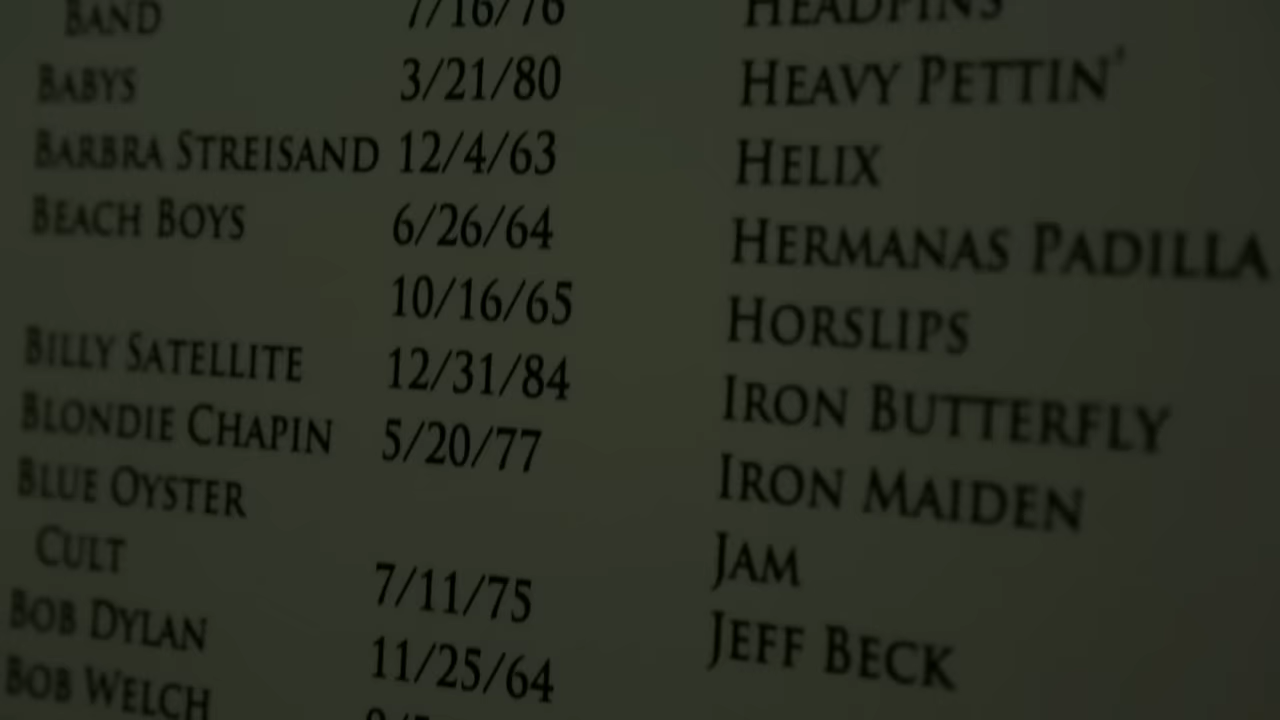 BAND 7/16/76
BABYS 3/21/80
BARBRA STREISAND 12/4/63
BEACH BOYS 6/26/64
10/16/65
BILLY SATELLITE 12/31/84
BLONDIE CHAPIN 5/20/77
BLUE OYSTER
CULT 7/11/75
BOB DYLAN 11/25/64
BOB WELCH
HEADPINS
HEAVY PETTIN'
HELIX
HERMANAS PADILLA
HORSLIPS
IRON BUTTERFLY
IRON MAIDEN
JAM
JEFF BECK